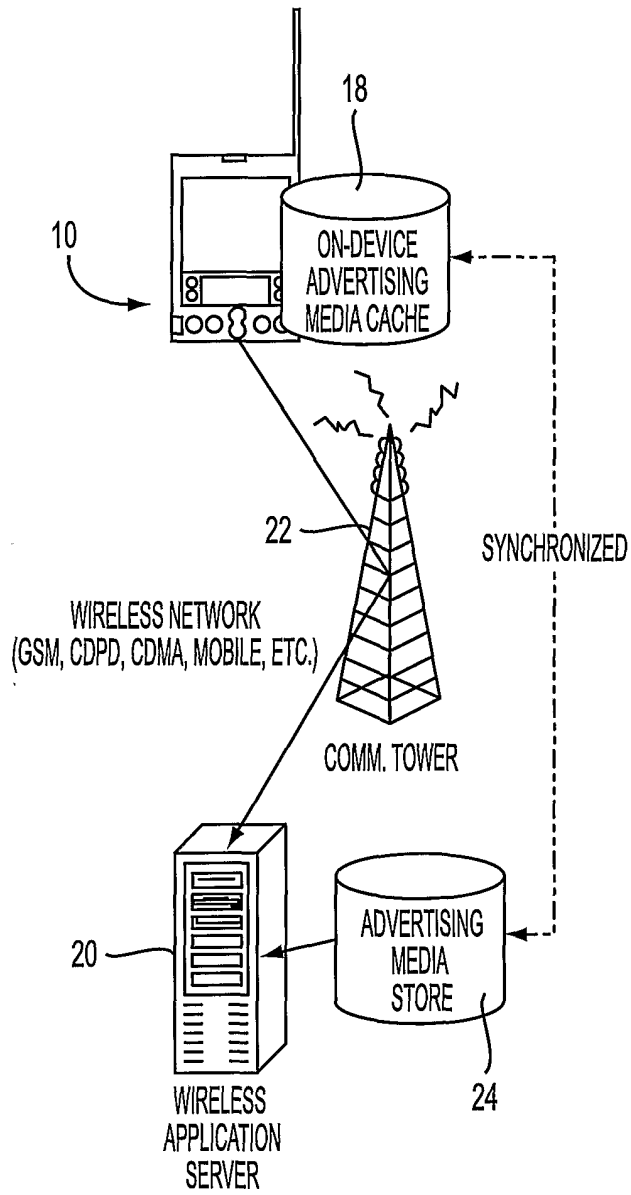 18
10
ON-DEVICE
ADVERTISING
MEDIA CACHE
22
SYNCHRONIZED
WIRELESS NETWORK
(GSM, CDPD, CDMA, MOBILE, ETC.)
COMM. TOWER
20
ADVERTISING
MEDIA
STORE
24
WIRELESS
APPLICATION
SERVER